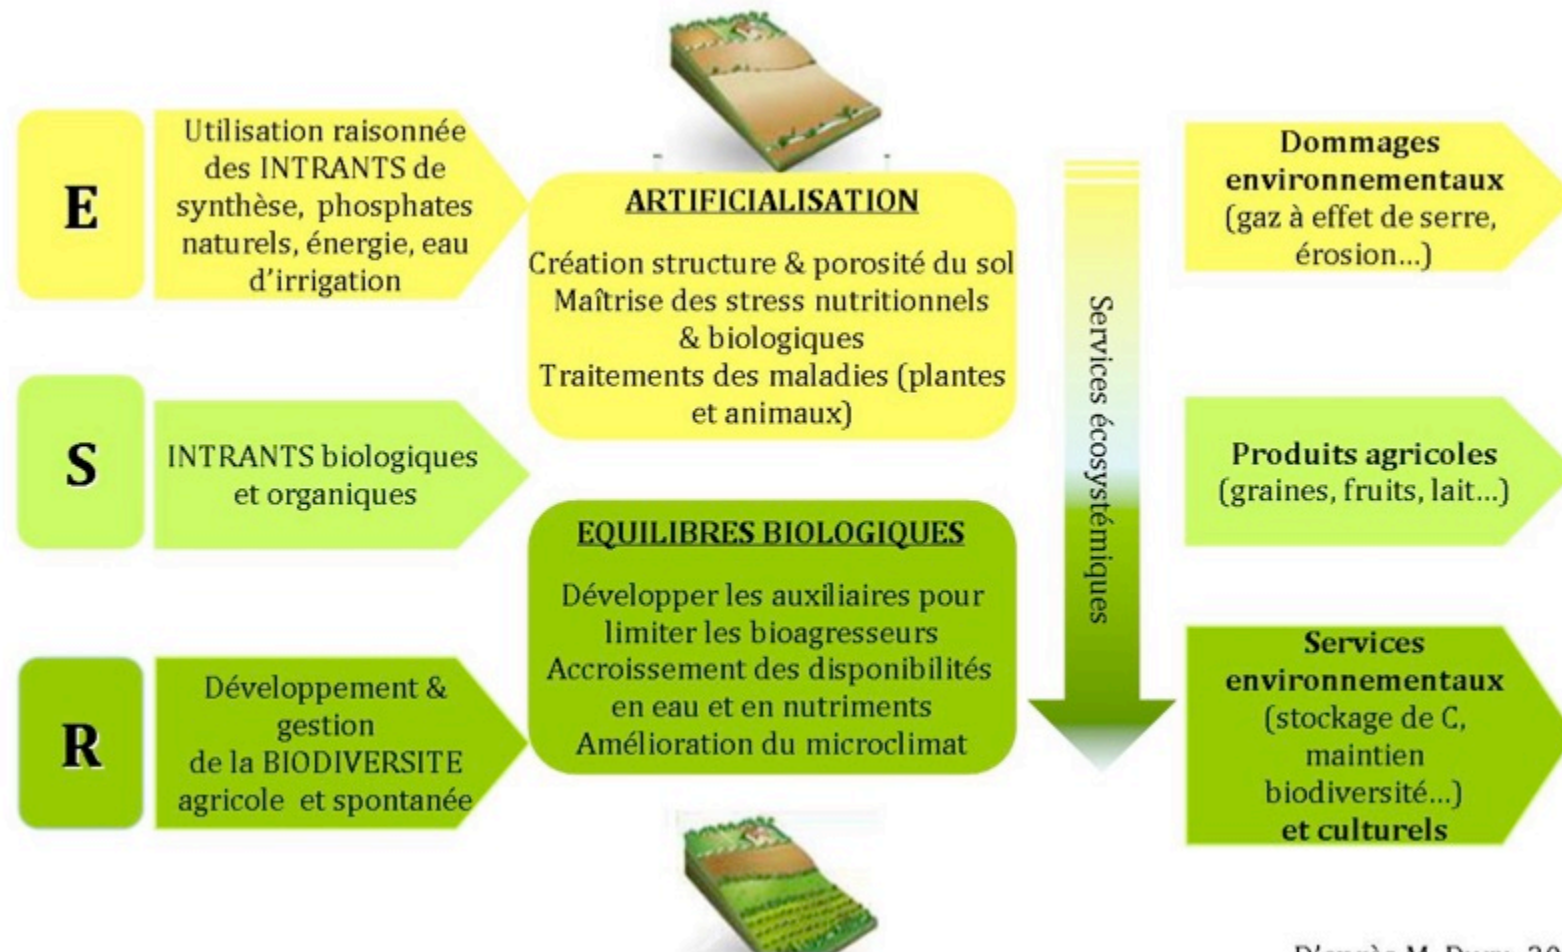 E
Utilisation raisonnée
des INTRANTS de
synthèse, phosphates
naturels, énergie, eau
d'irrigation
ARTIFICIALISATION
Création structure & porosité du sol
Maîtrise des stress nutritionnels
& biologiques
Traitements des maladies (plantes
et animaux)
Dommages
environnementaux
(gaz à effet de serre,
érosion...)
S
INTRANTS biologiques
et organiques
Services écosystémiques
Produits agricoles
(graines, fruits, lait...)
R
Développement &
gestion
de la BIODIVERSITE
agricole et spontanée
EQUILIBRES BIOLOGIQUES
Développer les auxiliaires pour
limiter les bioagresseurs
Accroissement des disponibilités
en eau et en nutriments
Amélioration du microclimat
Services
environnementaux
(stockage de C,
maintien
biodiversité...)
et culturels